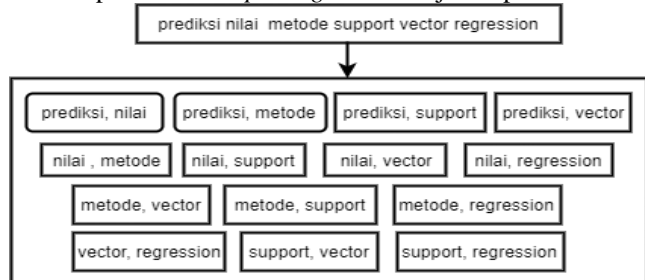 prediksi nilai metode support vector regression
prediksi, nilai prediksi, metode prediksi, support prediksi, vector
nilai , metode nilai, support nilai, vector nilai, regression
metode, vector metode, support metode, regression
vector, regression support, vector support, regression